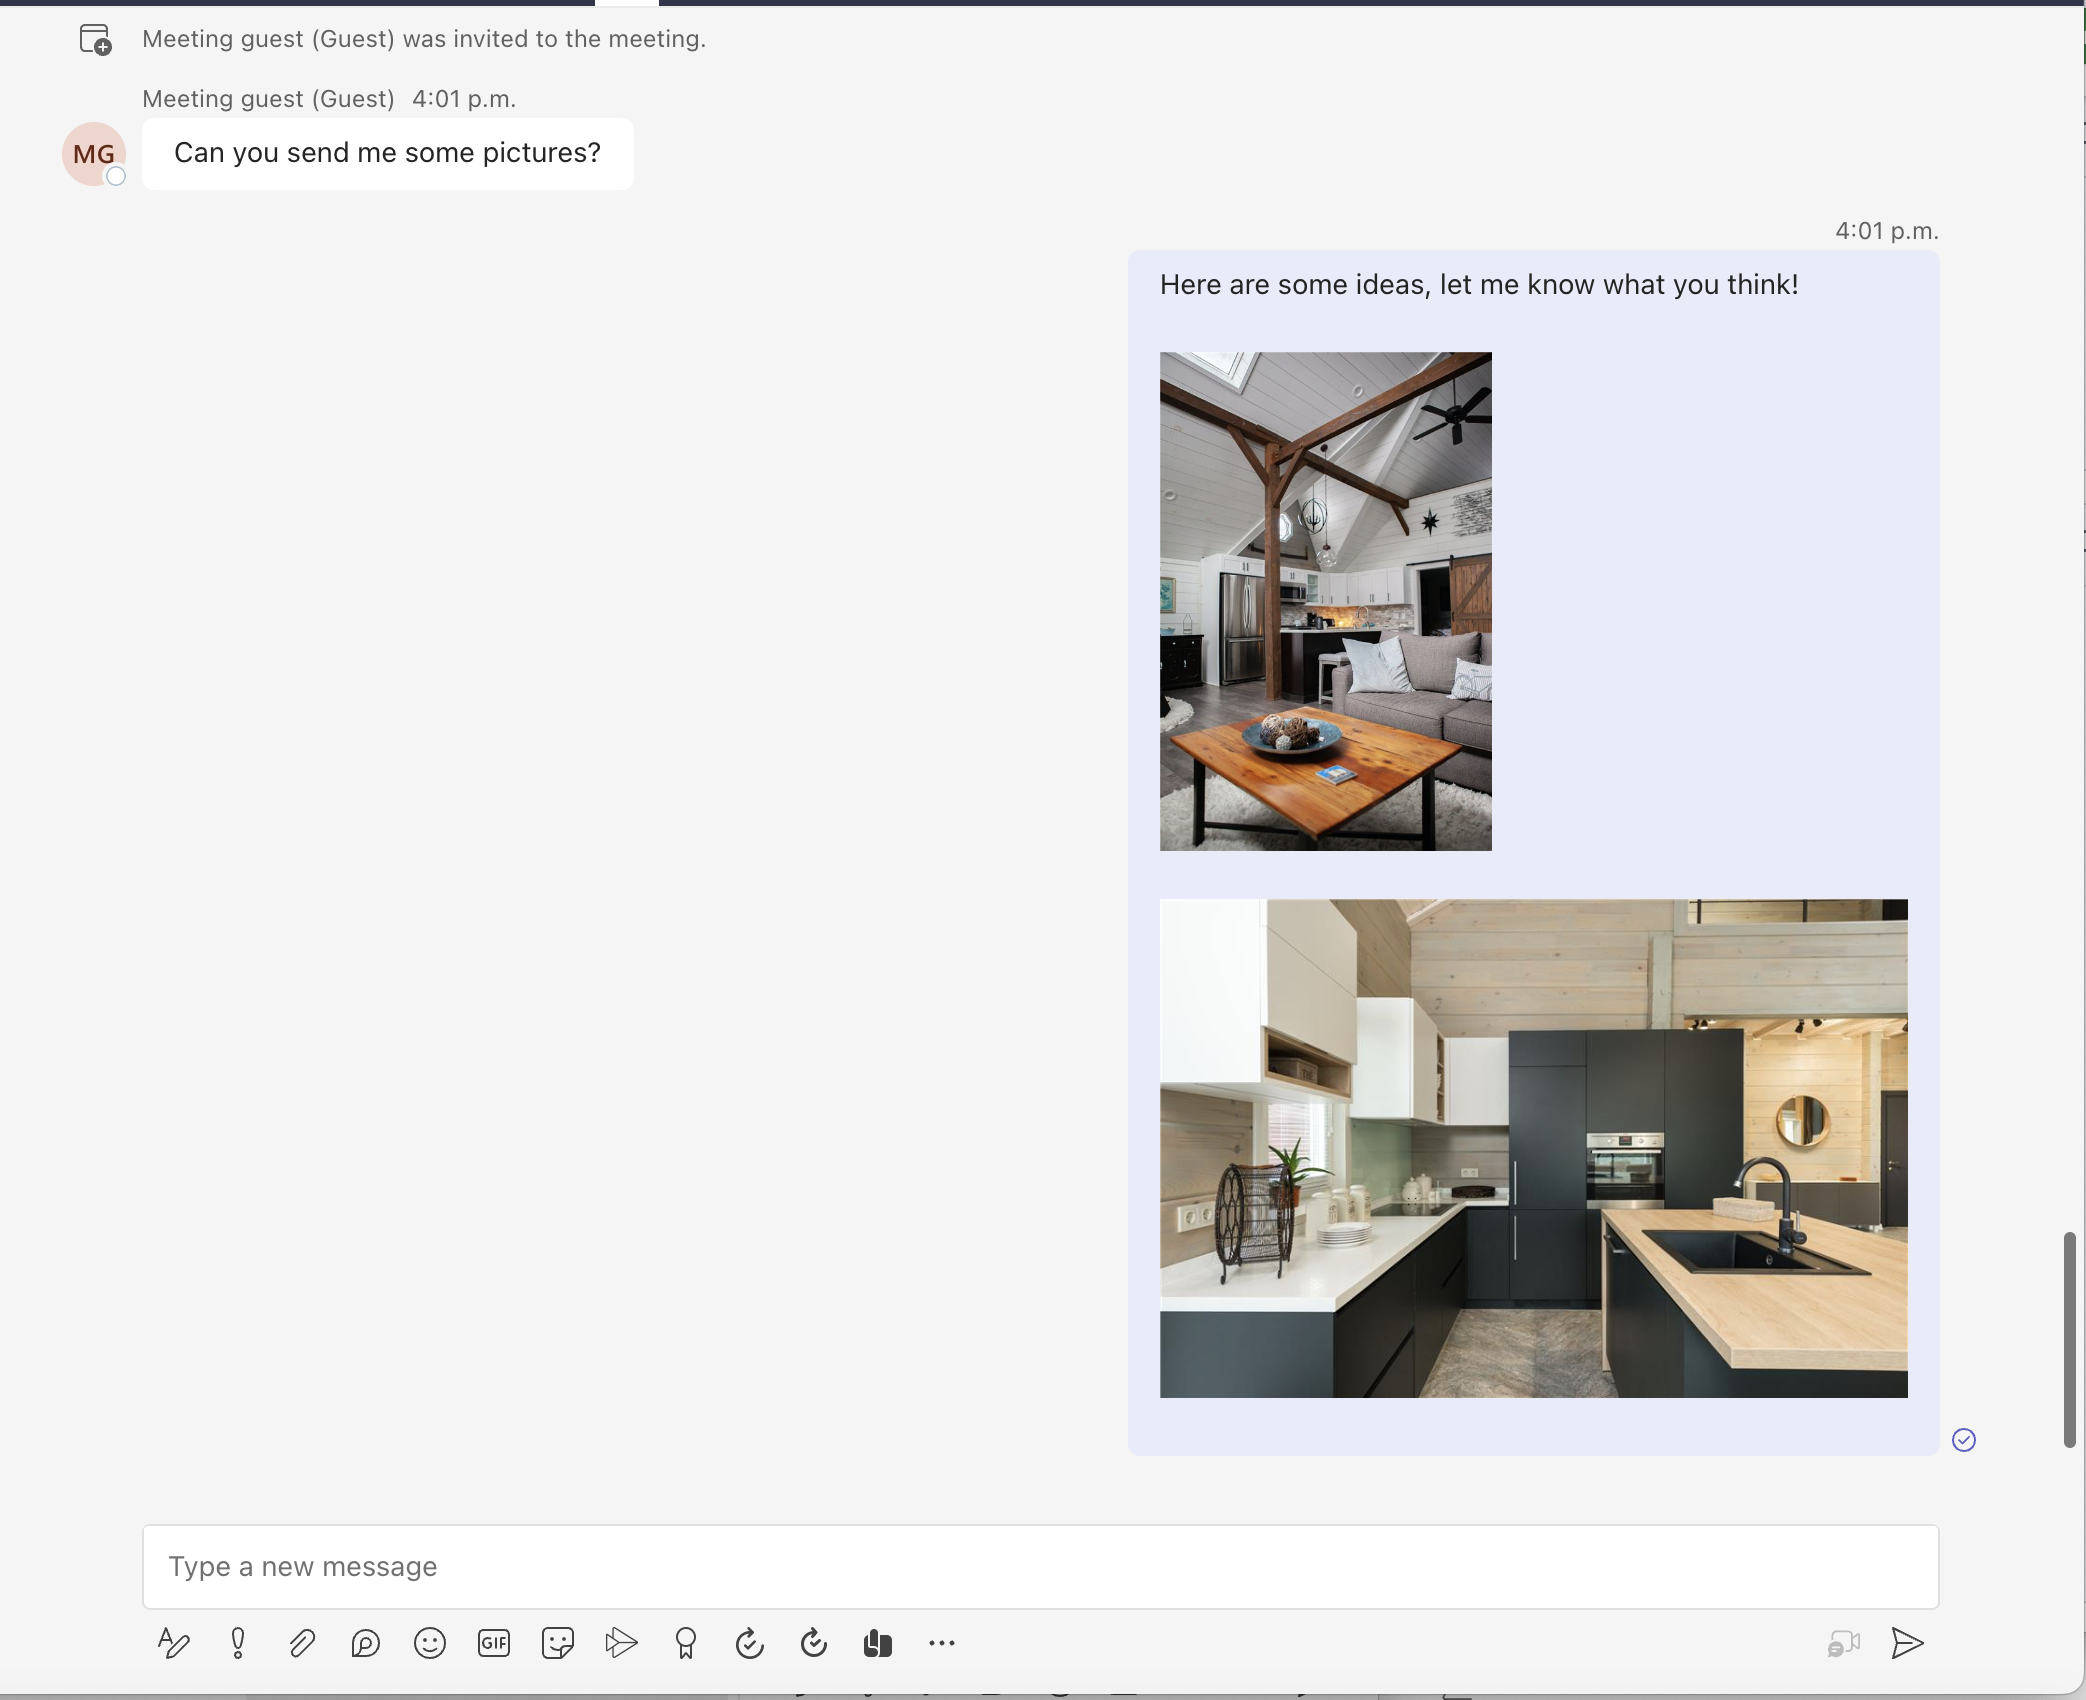 Meeting guest (Guest) was invited to the meeting.
Meeting guest (Guest) 4:01 p.m.
MG
Can you send me some pictures?
4:01 p.m.
Here are some ideas, let me know what you think!
Type a new message
GIF